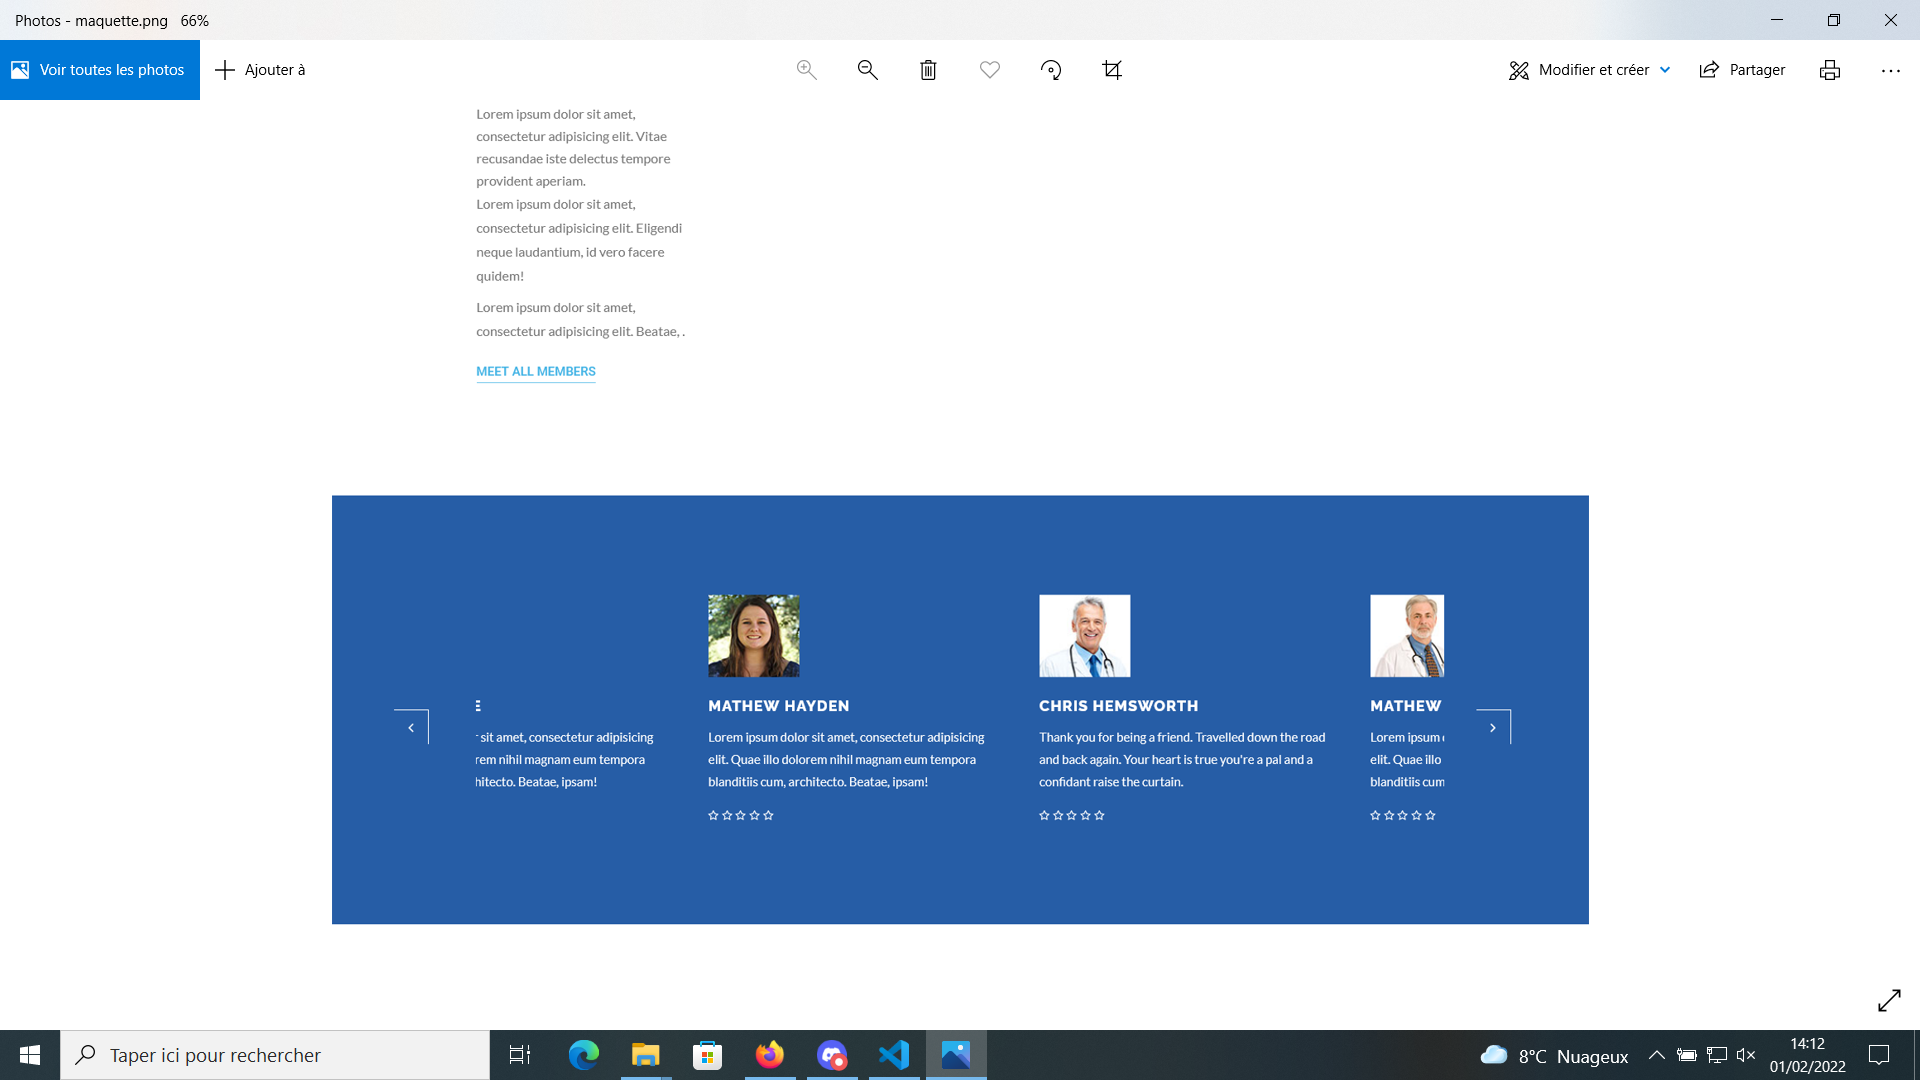 Photos - maquette.png   66%
Voir toutes les photos
Ajouter à
Modifier et créer
Partager
Lorem ipsum dolor sit amet,
consectetur adipisicing elit. Vitae
recusandae iste delectus tempore
provident aperiam.
Lorem ipsum dolor sit amet,
consectetur adipisicing elit. Eligendi
neque laudantium, id vero facere
quidem!
Lorem ipsum dolor sit amet,
consectetur adipisicing elit. Beatae, .
MEET ALL MEMBERS
E
sit amet, consectetur adipisicing
rem nihil magnam eum tempora
hitecto. Beatae, ipsam!
MATHEW HAYDEN
Lorem ipsum dolor sit amet, consectetur adipisicing
elit. Quae illo dolorem nihil magnam eum tempora
blanditiis cum, architecto. Beatae, ipsam!
CHRIS HEMSWORTH
Thank you for being a friend. Travelled down the road
and back again. Your heart is true you're a pal and a
confidant raise the curtain.
MATHEW
Lorem ipsum
elit. Quae illo
blanditiis cum
Taper ici pour rechercher
8°C Nuageux
14:12
01/02/2022